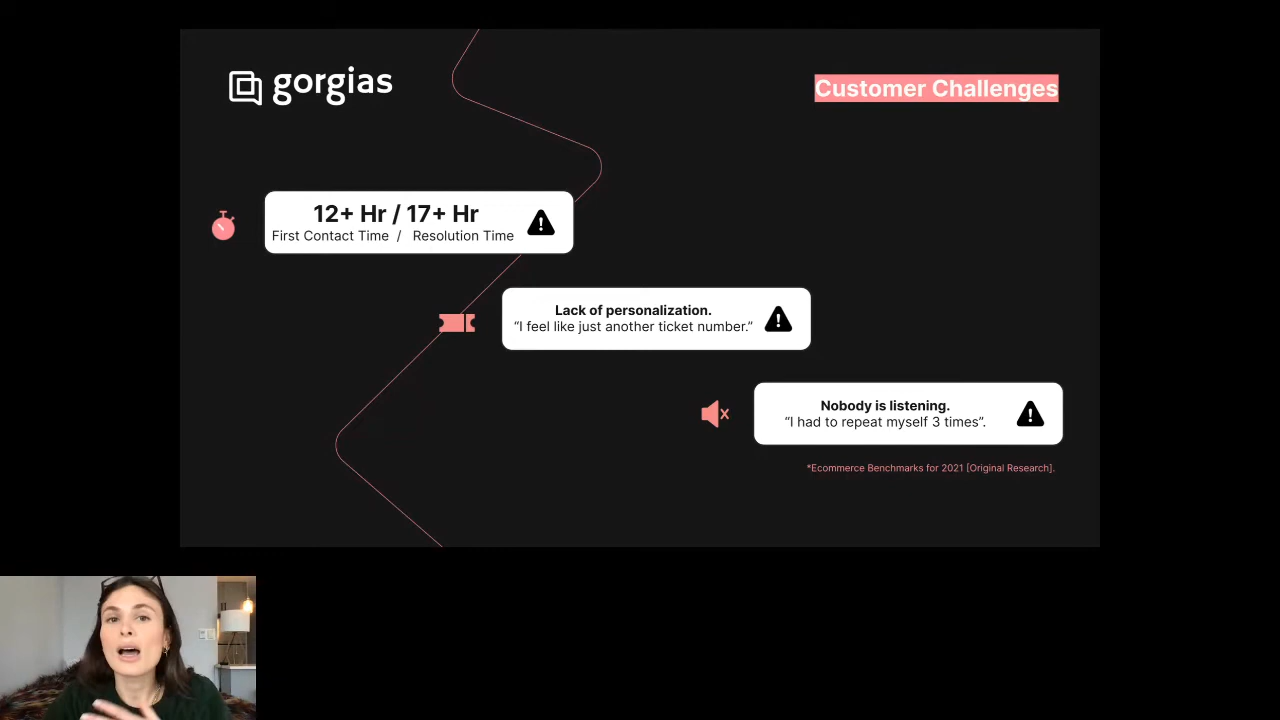 gorgias
Customer Challenges
12+ Hr / 17+ Hr
First Contact Time / Resolution Time
Lack of personalization.
“I feel like just another ticket number.”
Nobody is listening.
“I had to repeat myself 3 times”.
*Ecommerce Benchmarks for 2021 [Original Research].